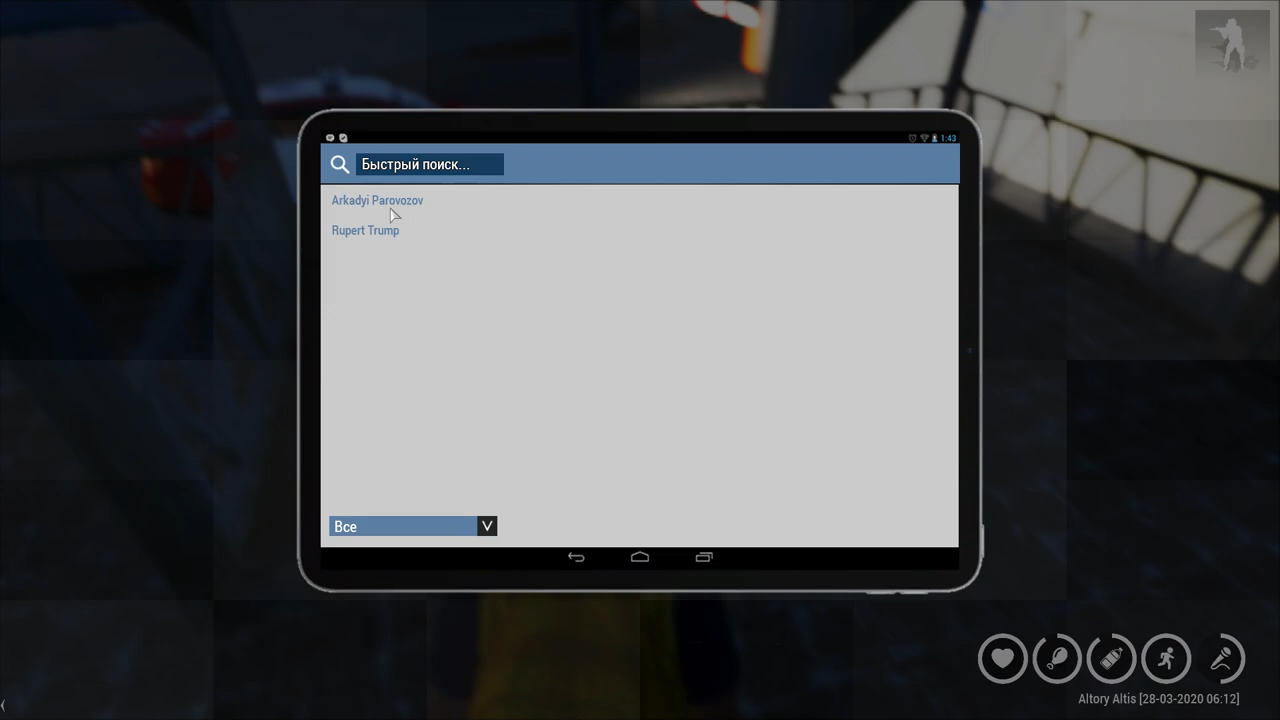 1:43
Быстрый поиск...
Arkadyi Parovozov
Rupert Trump
Все
Altory Altis [28-03-2020 06:12]